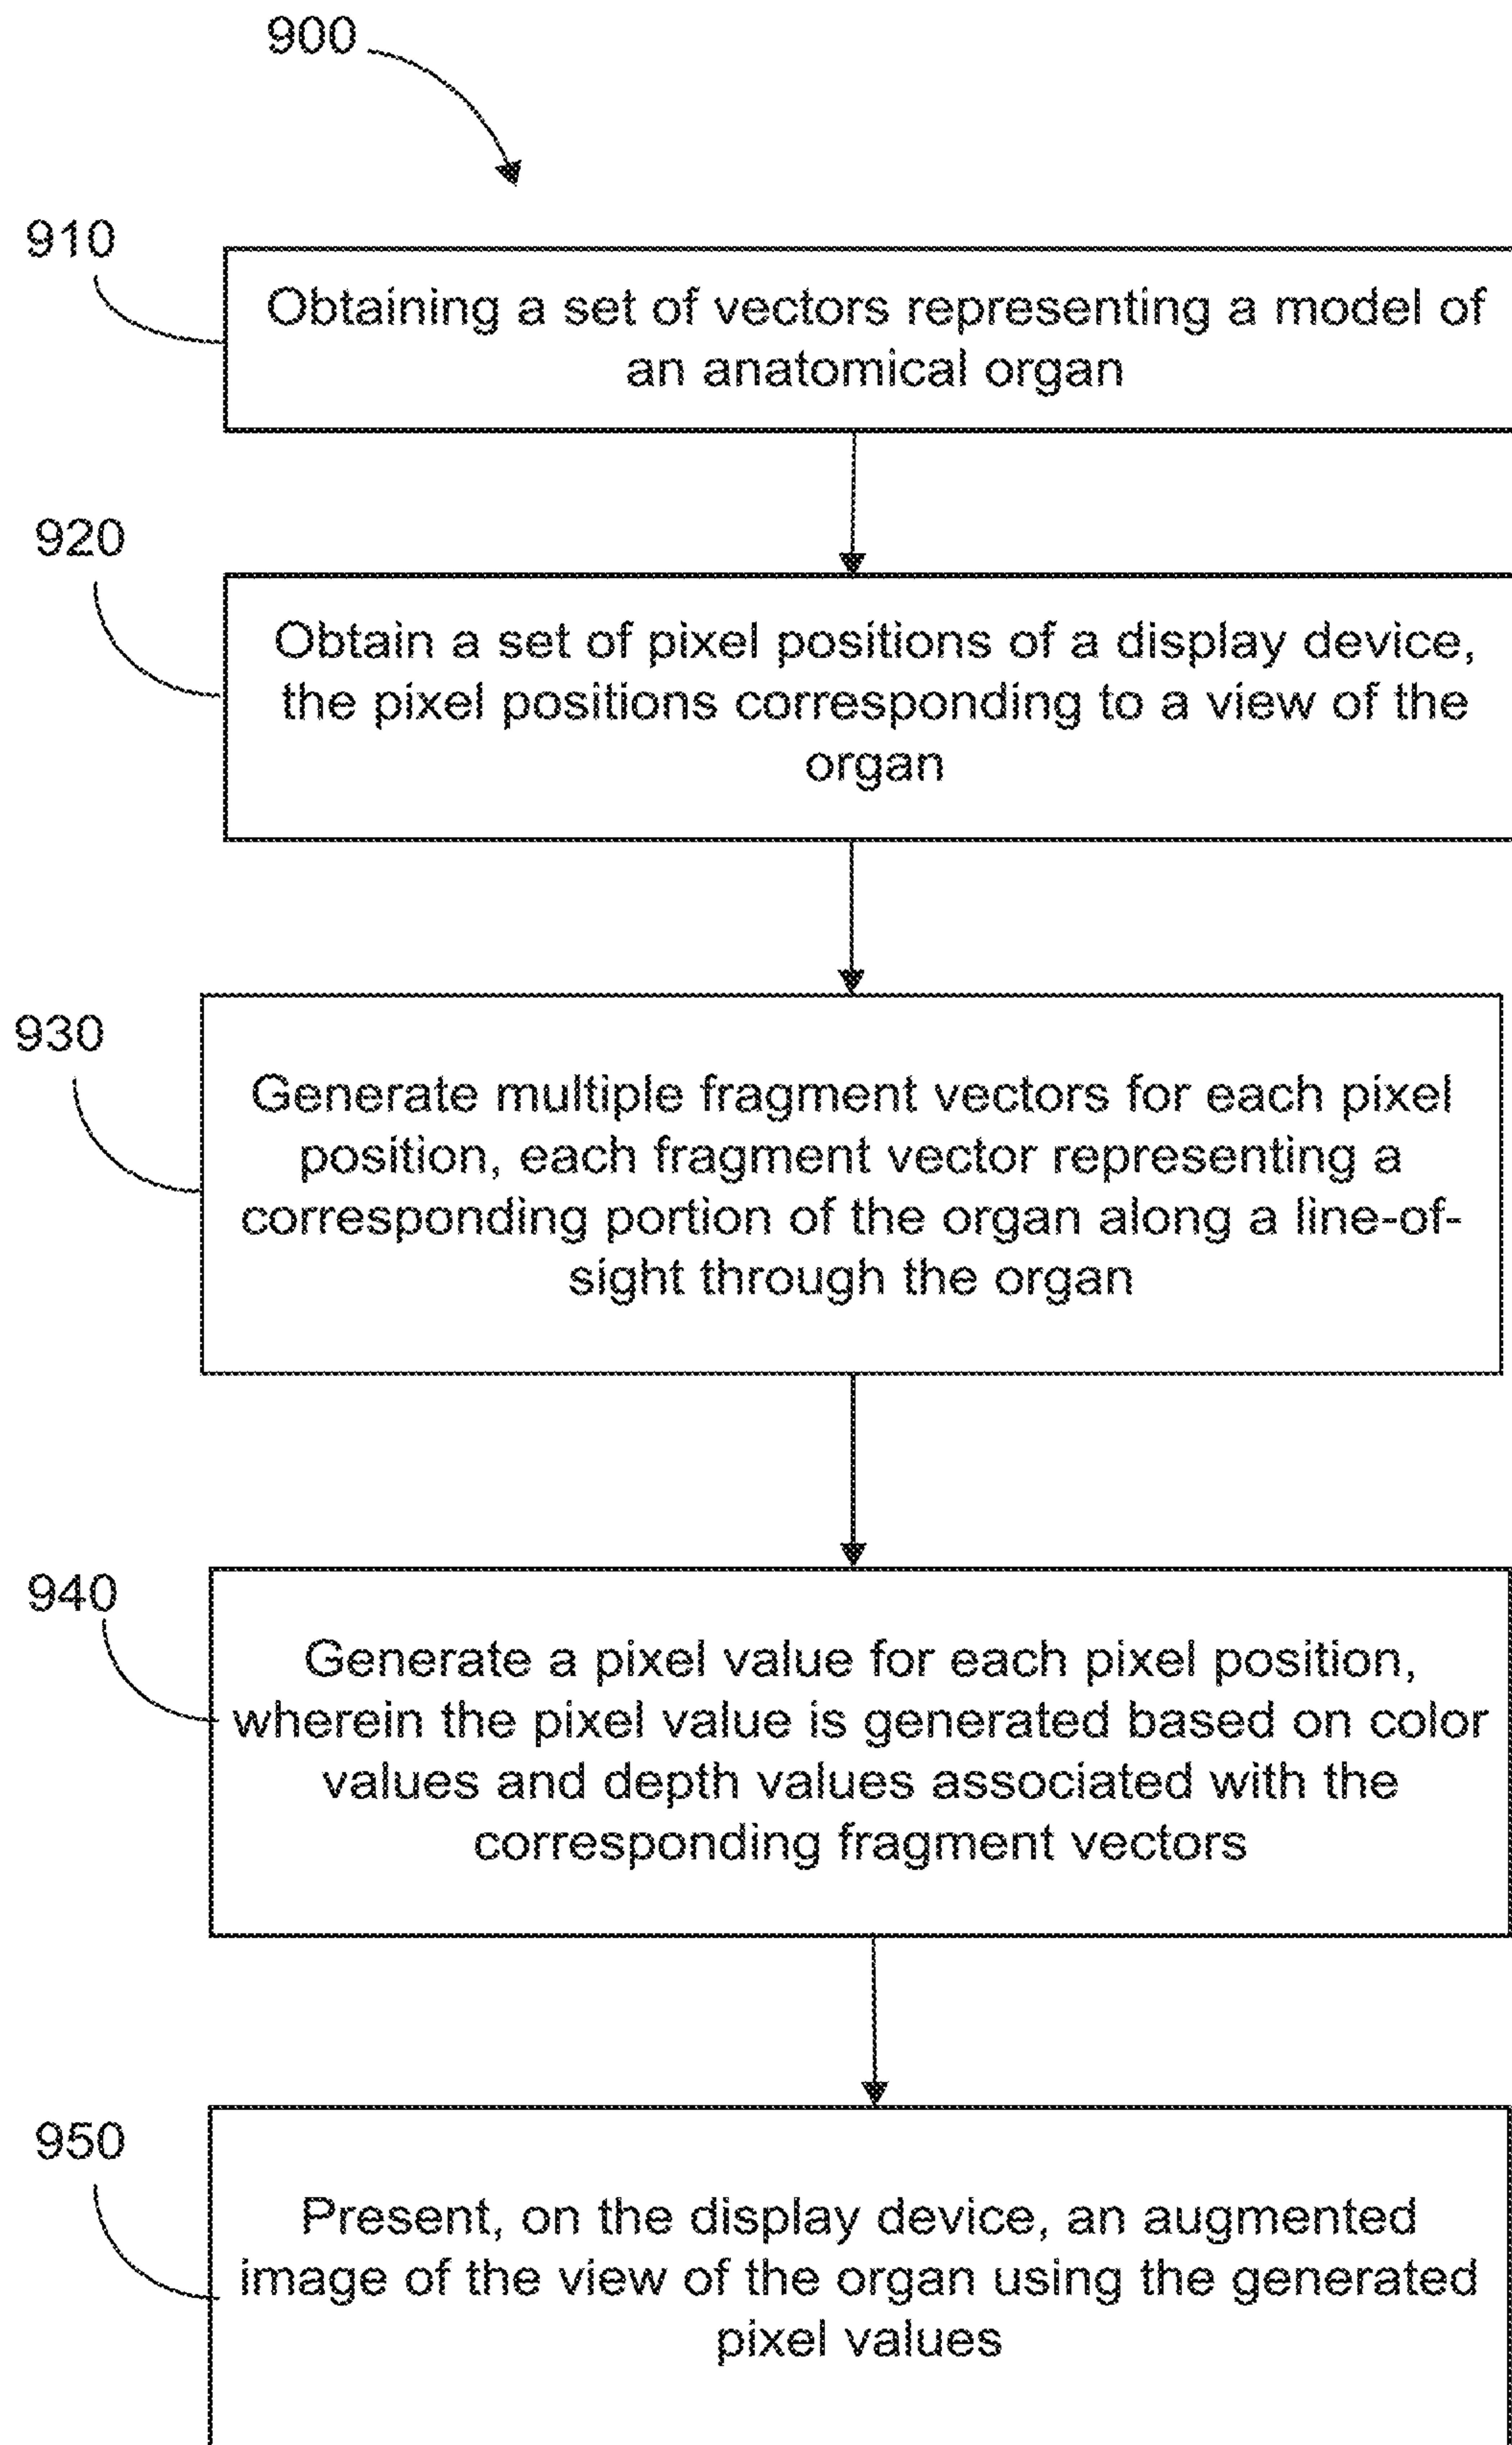 900
910
Obtaining a set of vectors representing a model of
an anatomical organ
920
Obtain a set of pixel positions of a display device,
the pixel positions corresponding to a view of the
organ
930
Generate multiple fragment vectors for each pixel
position, each fragment vector representing a
corresponding portion of the organ along a line-of-
sight through the organ
940
Generate a pixel value for each pixel position,
wherein the pixel value is generated based on color
values and depth values associated with the
corresponding fragment vectors
950
Present, on the display device, an augmented
image of the view of the organ using the generated
pixel values